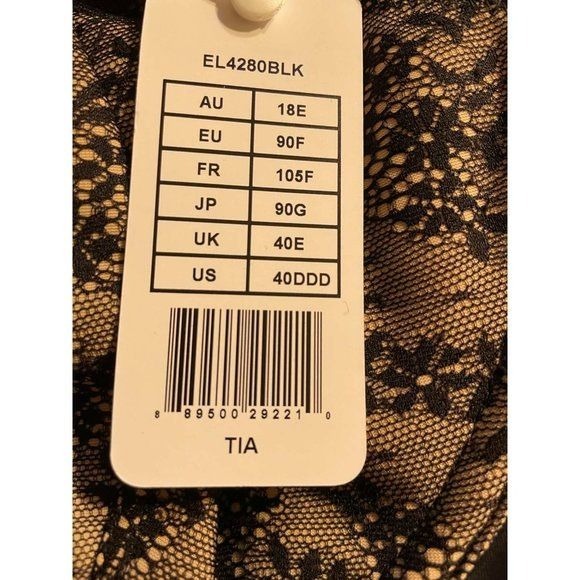 EL4280BLK
AU 18E
EU 90F
FR 105F
JP 90G
UK 40E
US 40DDD
8 89500 29221 0
TIA